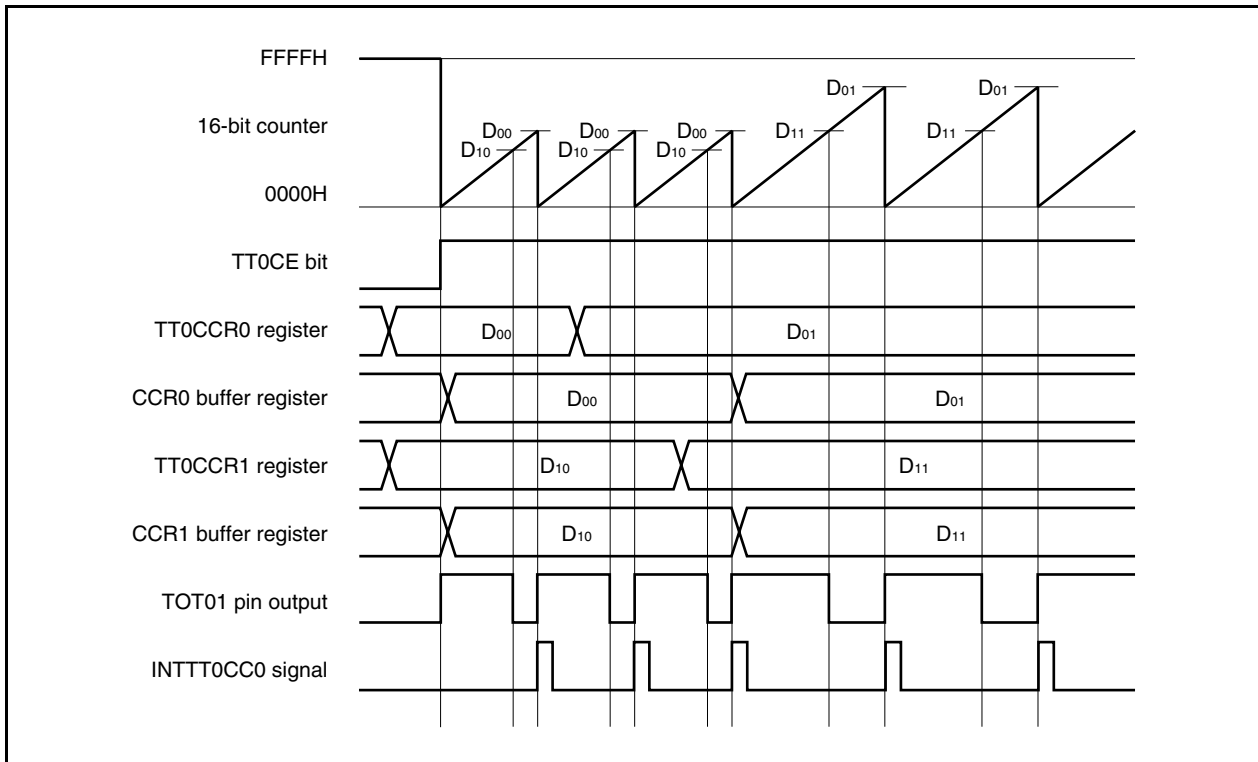 FFFFH
D01 D01
16-bit counter
D00 D00 D00 D11 D11
D10 D10 D10
0000H
TT0CE bit
TT0CCR0 register
D00 D01
CCR0 buffer register
D00 D01
TT0CCR1 register
D10 D11
CCR1 buffer register
D10 D11
TOT01 pin output
INTTT0CC0 signal